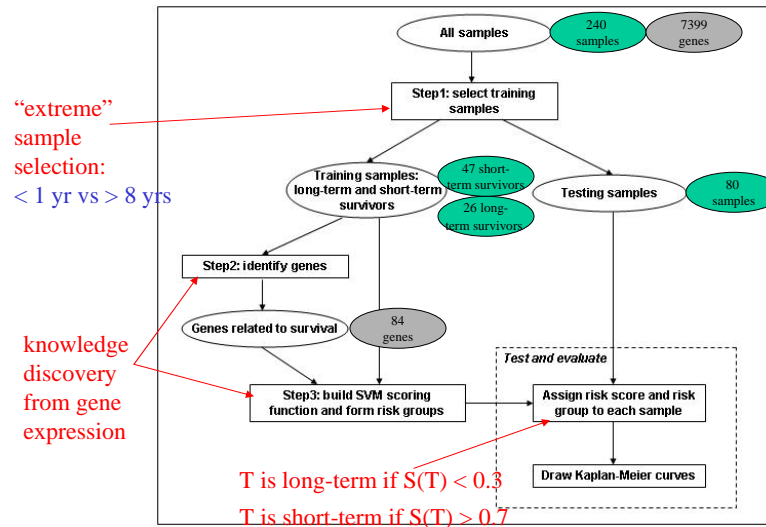 All samples
240
samples
7399
genes
Step1: select training
samples
"extreme"
sample
selection:
< 1 yr vs > 8 yrs
Training samples:
long-term and short-term
survivors
47 short-
term survivors
26 long-
term survivors
Testing samples
80
samples
Step2: identify genes
Genes related to survival
84
genes
knowledge
discovery
from gene
expression
Step3: build SVM scoring
function and form risk groups
Test and evaluate
Assign risk score and risk
group to each sample
Draw Kaplan-Meier curves
T is long-term if S(T) < 0.3
T is short-term if S(T) > 0.7